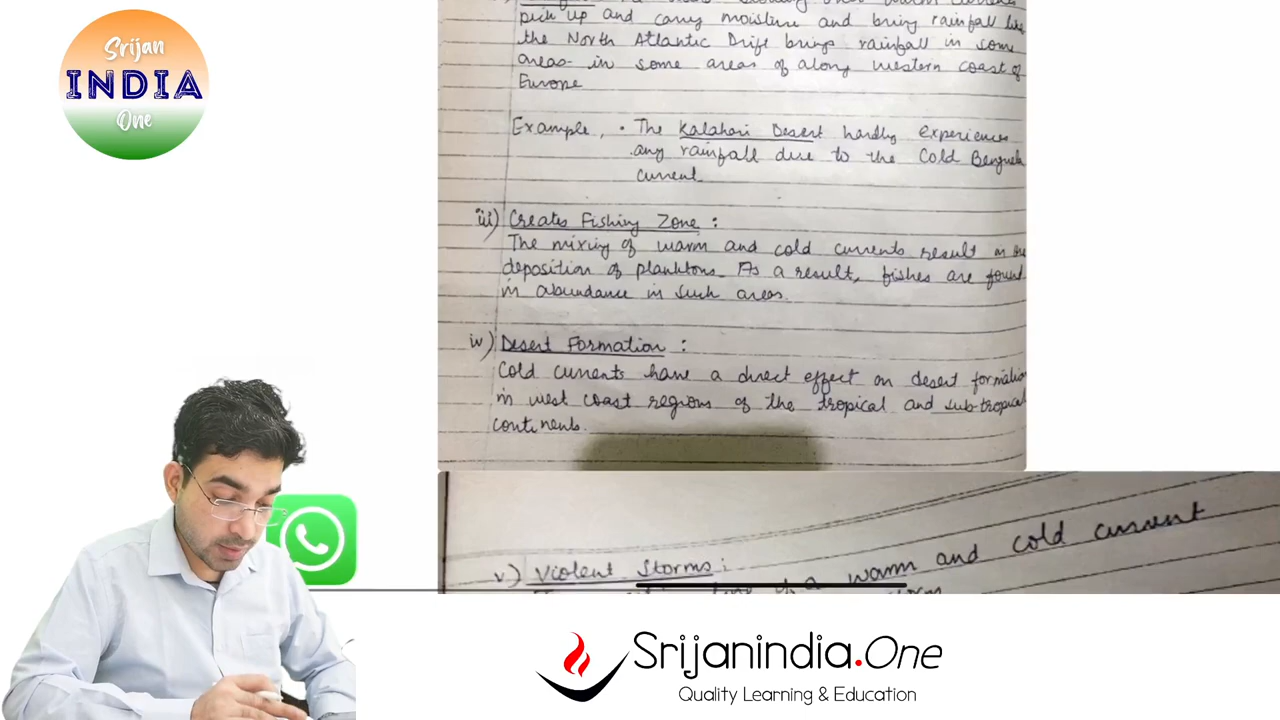 Srijan
INDIA
One
pick up and carry moisture and bring rainfall like
the North Atlantic Drift brings rainfall in some
areas in some areas of along western coast of
Europe
Example, • The Kalahari Desert hardly experiences
any rainfall due to the Cold Benguela
current
iii) Creates Fishing Zone :
The mixing of warm and cold currents result in the
deposition of planktons. As a result, fishes are found
in abundance in such areas.
iv) Desert Formation :
Cold currents have a direct effect on desert formation
in west coast regions of the tropical and sub-tropical
continents.
v) Violent Storms :
of a warm and cold current
Srijanindia.One
Quality Learning & Education